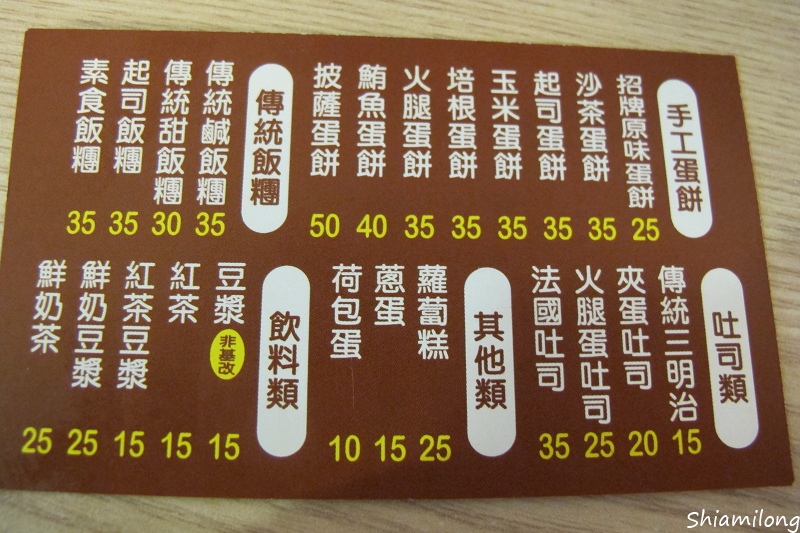 手工蛋餅
招牌原味蛋餅 25
沙茶蛋餅 35
起司蛋餅 35
玉米蛋餅 35
培根蛋餅 35
火腿蛋餅 35
鮪魚蛋餅 40
披薩蛋餅 50
傳統飯糰
傳統鹹飯糰 35
傳統甜飯糰 30
起司飯糰 35
素食飯糰 35
吐司類
傳統三明治 15
夾蛋吐司 20
火腿蛋吐司 25
法國吐司 35
其他類
蘿蔔糕 25
蔥蛋 15
荷包蛋 10
飲料類
豆漿 非基改 15
紅茶 15
紅茶豆漿 15
鮮奶豆漿 25
鮮奶茶 25
Shiamilong